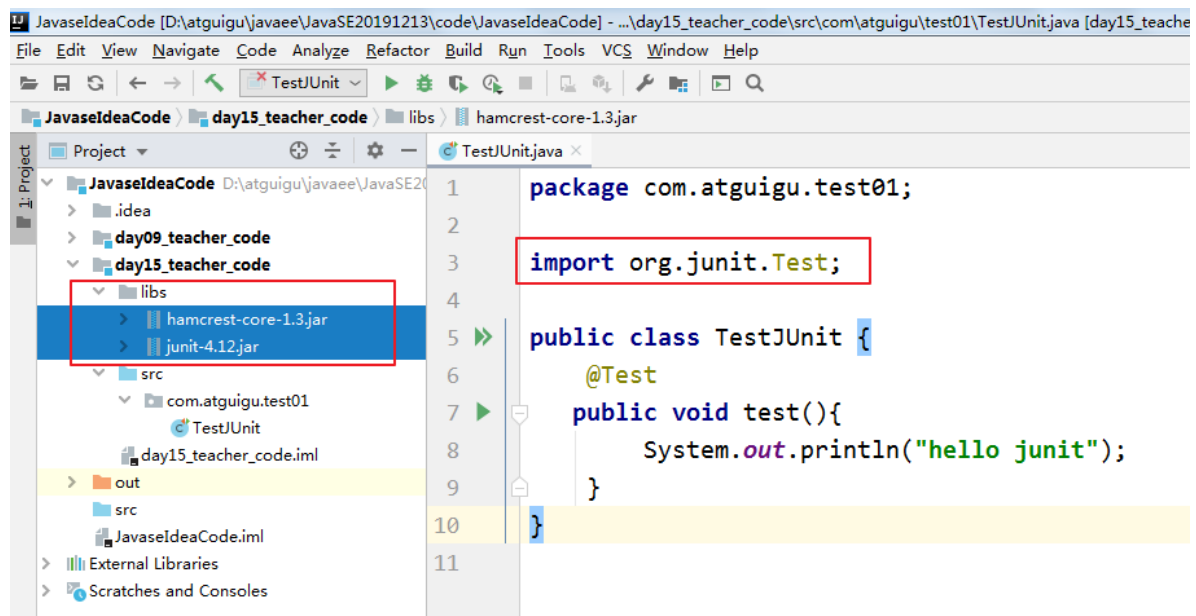 JavaseIdeaCode [D:\atguigu\javaee\JavaSE20191213\code\JavaseIdeaCode] - ...\day15_teacher_code\src\com\atguigu\test01\TestJUnit.java [day15_teache
File Edit View Navigate Code Analyze Refactor Build Run Tools VCS Window Help
TestJUnit
JavaseIdeaCode day15_teacher_code libs hamcrest-core-1.3.jar
1: Project
Project
JavaseIdeaCode D:\atguigu\javaee\JavaSE2
.idea
day09_teacher_code
day15_teacher_code
libs
hamcrest-core-1.3.jar
junit-4.12.jar
src
com.atguigu.test01
TestJUnit
day15_teacher_code.iml
out
src
JavaseIdeaCode.iml
External Libraries
Scratches and Consoles
TestJUnit.java
1 package com.atguigu.test01;
2
3 import org.junit.Test;
4
5 public class TestJUnit {
6 @Test
7 public void test(){
8 System.out.println("hello junit");
9 }
10 }
11